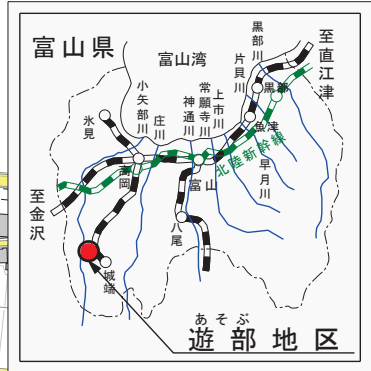 富山県
富山湾
黒部川
片貝川
至直江津
小矢部川
庄川
神通川
常願寺川
上市川
黒部
魚津
氷見
高岡
富山
北陸新幹線
早月川
至金沢
八尾
城端
あそぶ
遊部地区